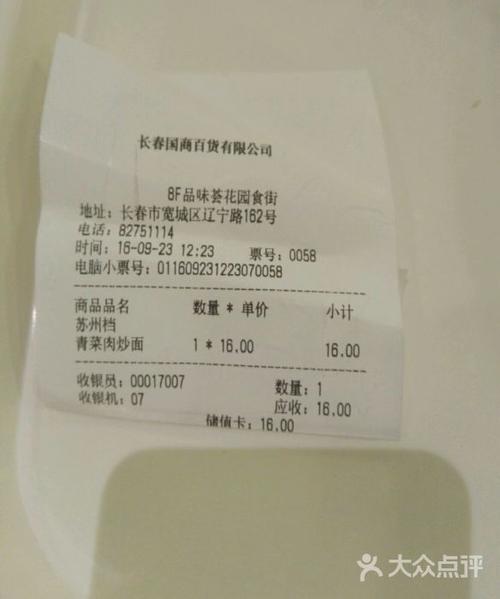 长春国商百货有限公司
8F品味荟花园食街
地址：长春市宽城区辽宁路162号
电话：82751114
时间：16-09-23 12:23 票号：0058
电脑小票号：011609231223070058
商品品名 数量 * 单价 小计
苏州档
青菜肉炒面 1 * 16.00 16.00
收银员：00017007 数量：1
收银机：07 应收：16.00
储值卡：16.00
大众点评